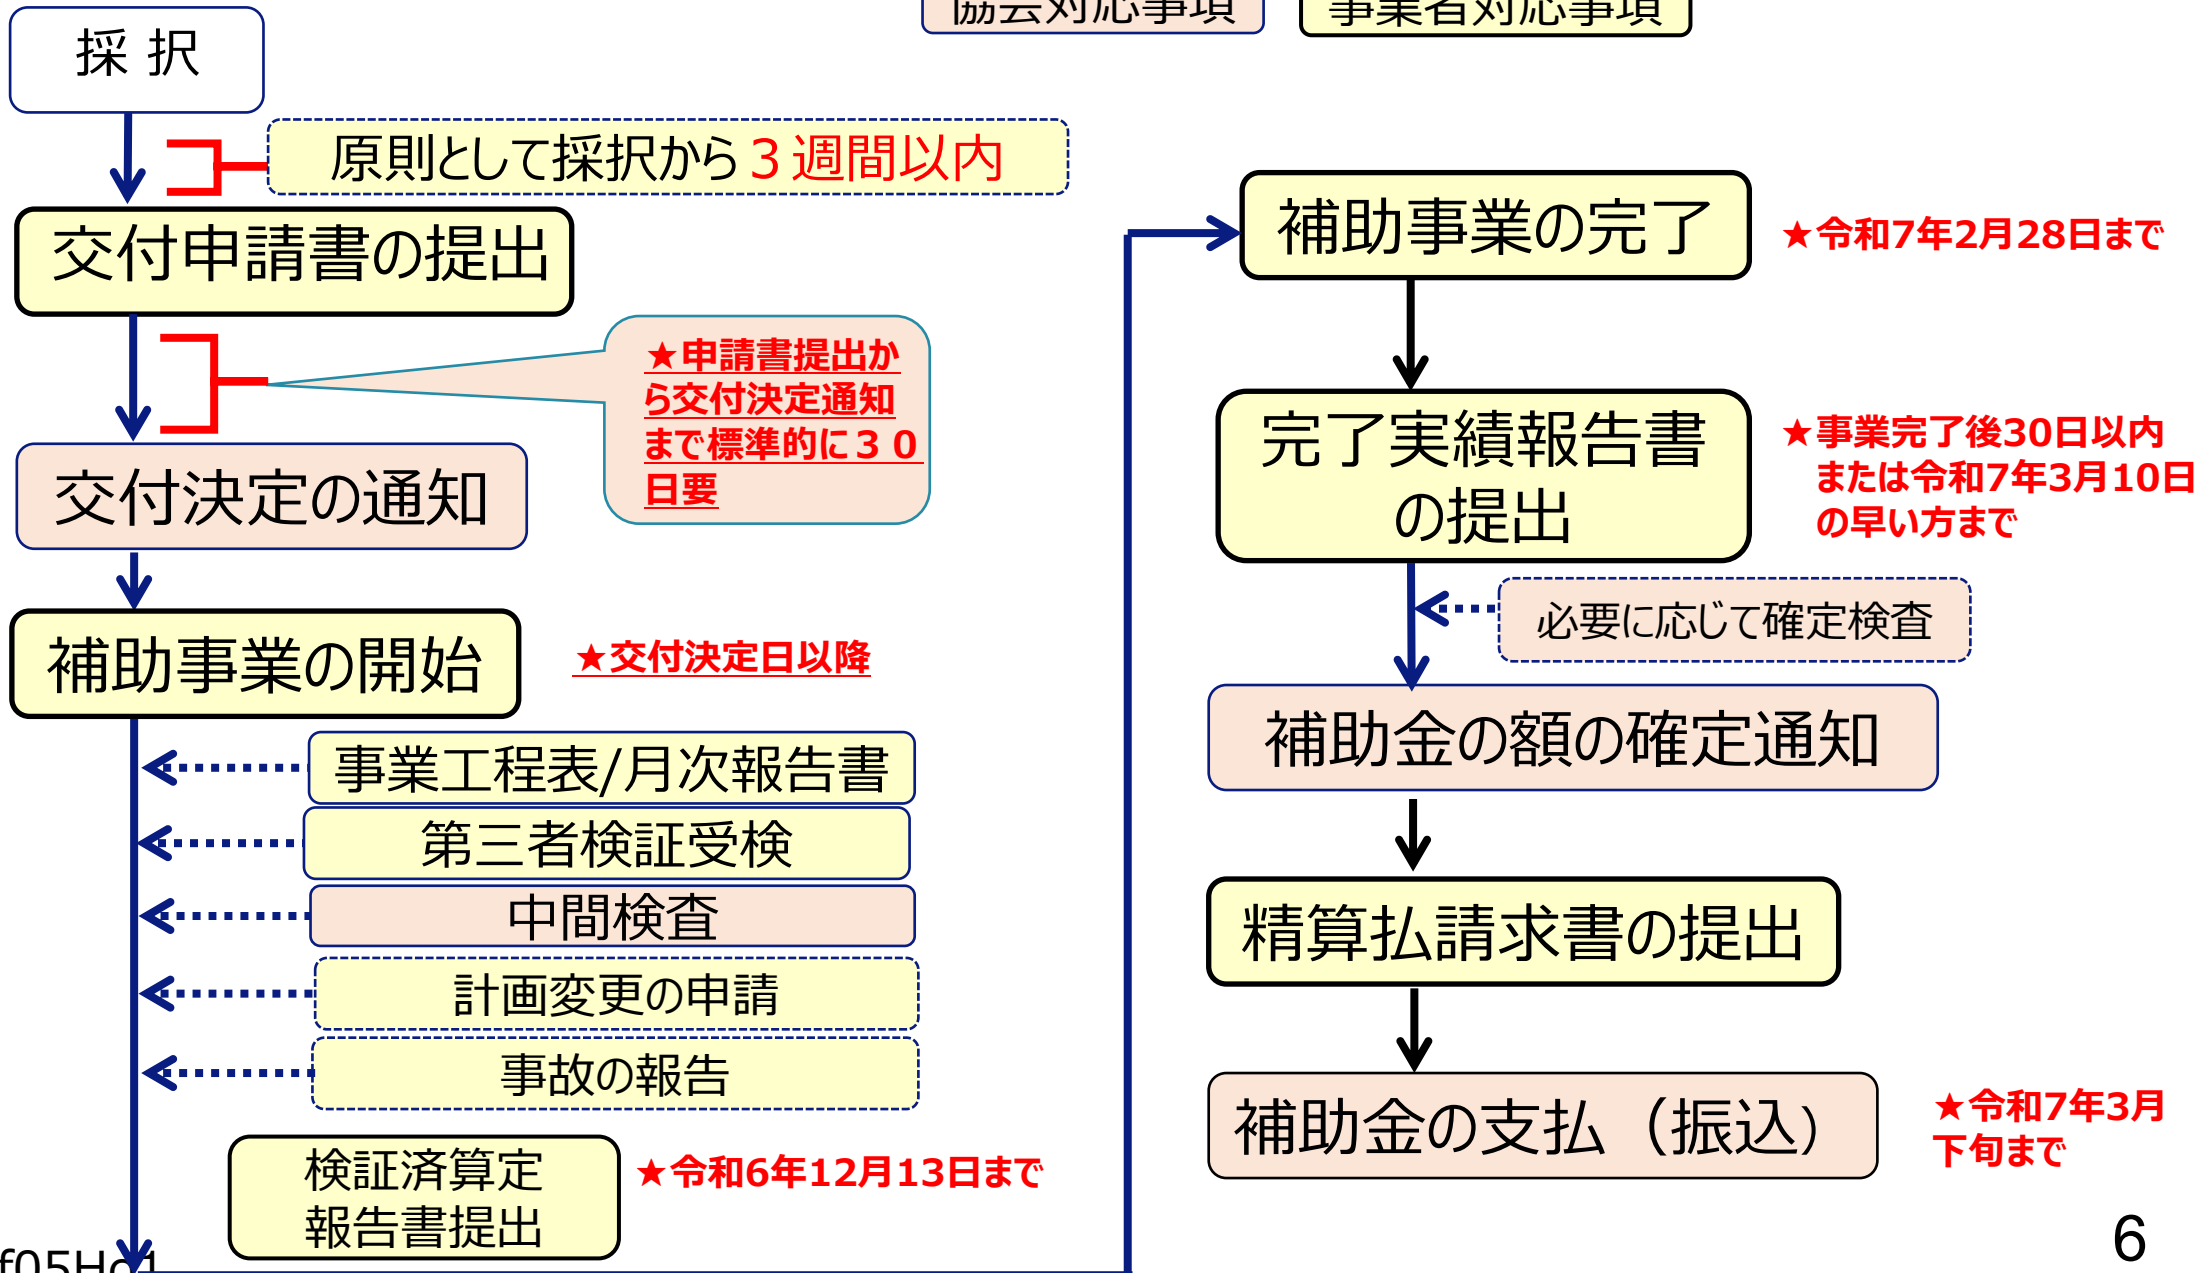 協会対応事項
事業者対応事項
採 択
原則として採択から３週間以内
交付申請書の提出
★申請書提出か
ら交付決定通知
まで標準的に３０
日要
交付決定の通知
補助事業の開始
★交付決定日以降
事業工程表/月次報告書
第三者検証受検
中間検査
計画変更の申請
事故の報告
検証済算定
報告書提出
★令和6年12月13日まで
補助事業の完了
★令和7年2月28日まで
完了実績報告書
の提出
★事業完了後30日以内
または令和7年3月10日
の早い方まで
必要に応じて確定検査
補助金の額の確定通知
精算払請求書の提出
補助金の支払（振込）
★令和7年3月
下旬まで
6